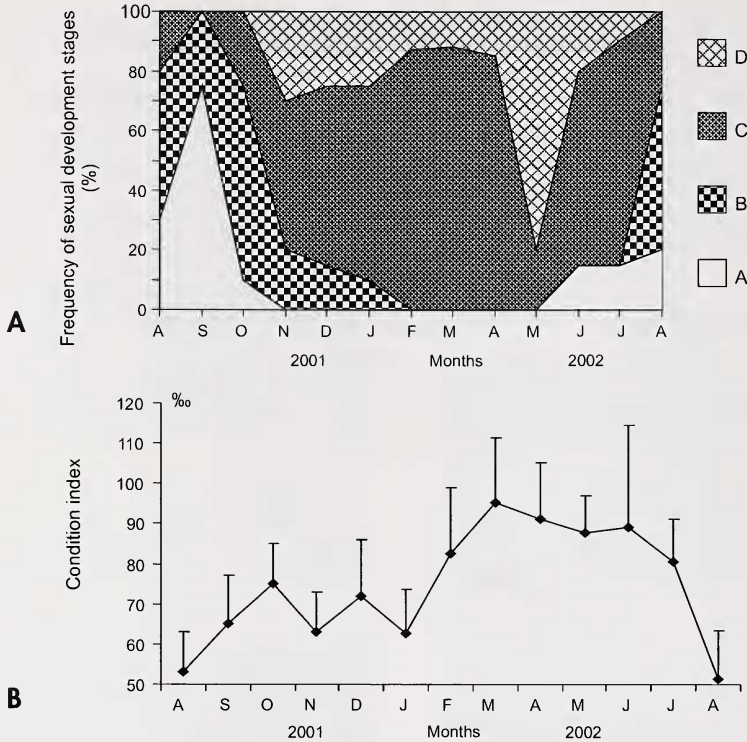 Frequency of sexual development stages
(%)
100
80
60
40
20
0
A S O N D J F M A M J J A
2001 Months 2002
D
C
B
A
A
‰
Condition index
120
110
100
90
80
70
60
50
A S O N D J F M A M J J A
2001 Months 2002
B